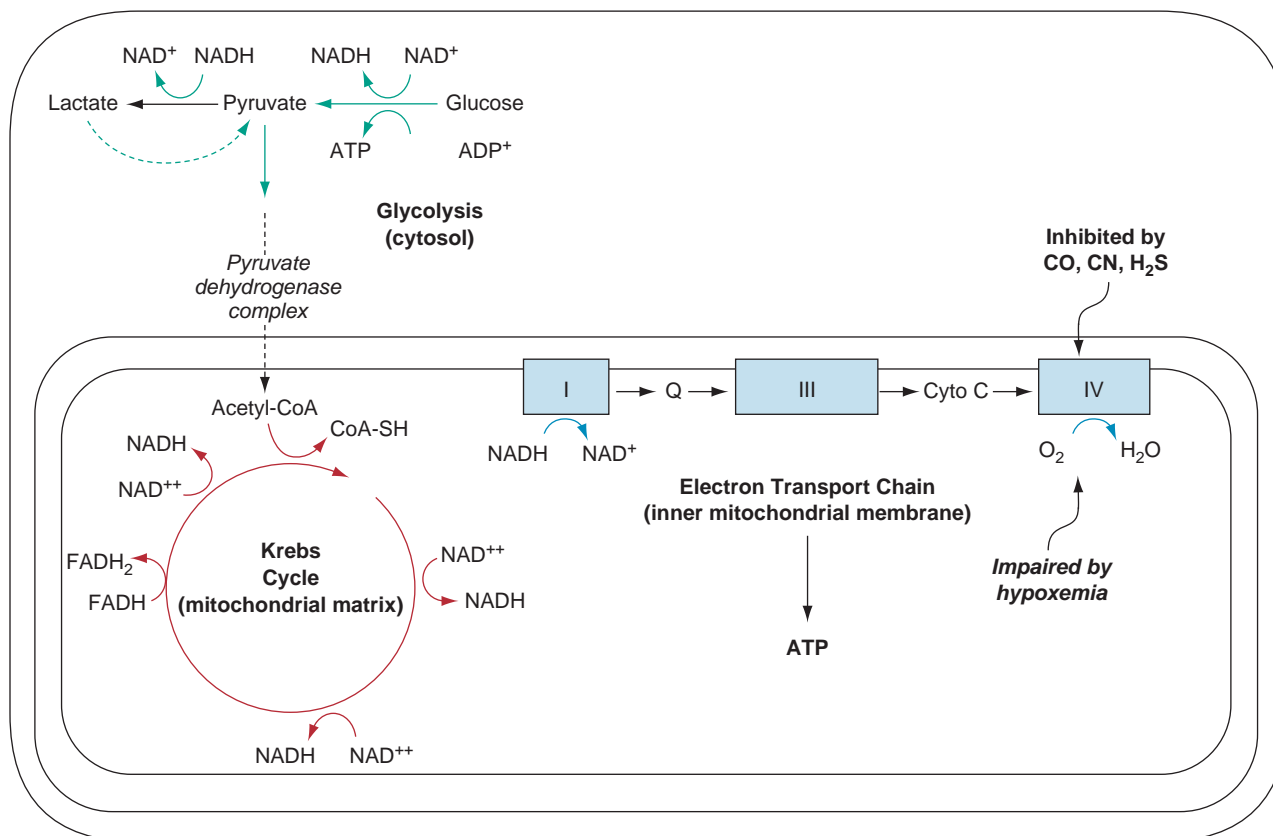 NAD+ NADH NADH NAD+
Lactate Pyruvate Glucose
ATP ADP+
Glycolysis
(cytosol)
Pyruvate
dehydrogenase
complex
Inhibited by
CO, CN, H2S
I Q III Cyto C IV
NADH NAD+
O2 H2O
Electron Transport Chain
(inner mitochondrial membrane)
ATP
Impaired by
hypoxemia
Acetyl-CoA
CoA-SH
NADH
NAD++
FADH2
FADH
Krebs
Cycle
(mitochondrial matrix)
NAD++
NADH
NADH NAD++